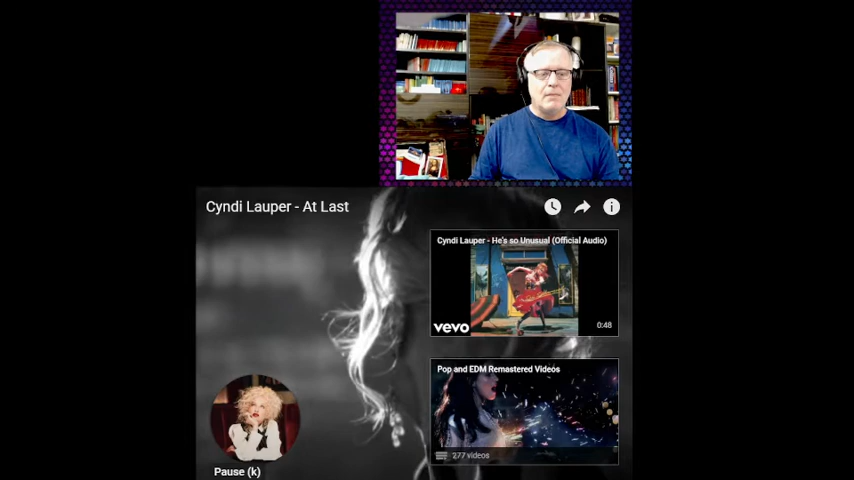 Cyndi Lauper - At Last
Cyndi Lauper - He's so Unusual (Official Audio)
vevo
0:48
Pop and EDM Remastered Videos
277 videos
Pause (k)